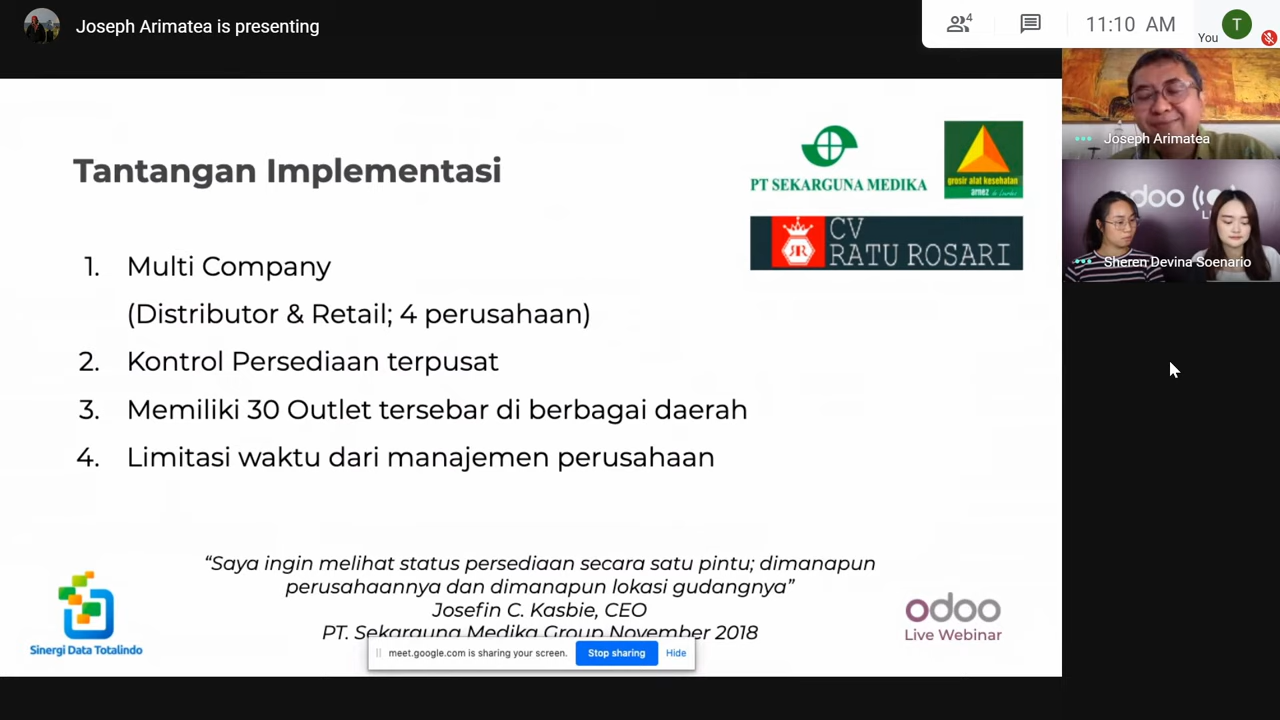 Joseph Arimatea is presenting
4
11:10 AM
You
T
Tantangan Implementasi
PT SEKARGUNA MEDIKA
grosir alat kesehatan
arnez
CV
RATU ROSARI
1. Multi Company
(Distributor & Retail; 4 perusahaan)
2. Kontrol Persediaan terpusat
3. Memiliki 30 Outlet tersebar di berbagai daerah
4. Limitasi waktu dari manajemen perusahaan
“Saya ingin melihat status persediaan secara satu pintu; dimanapun
perusahaannya dan dimanapun lokasi gudangnya”
Josefin C. Kasbie, CEO
PT. Sekarguna Medika Group November 2018
meet.google.com is sharing your screen.
Stop sharing
Hide
Sinergi Data Totalindo
odoo
Live Webinar
Joseph Arimatea
odoo
Sheren Devina Soenario